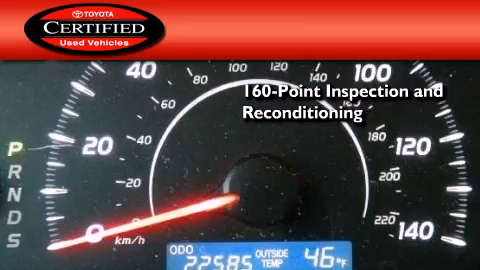 TOYOTA
CERTIFIED
Used Vehicles
160-Point Inspection and
Reconditioning
40 100
80 100 120 140
60
20 120
40 180
20 200
0 220
0 140
km/h
P
R
N
D
S
ODO 22585 OUTSIDE TEMP 46°F